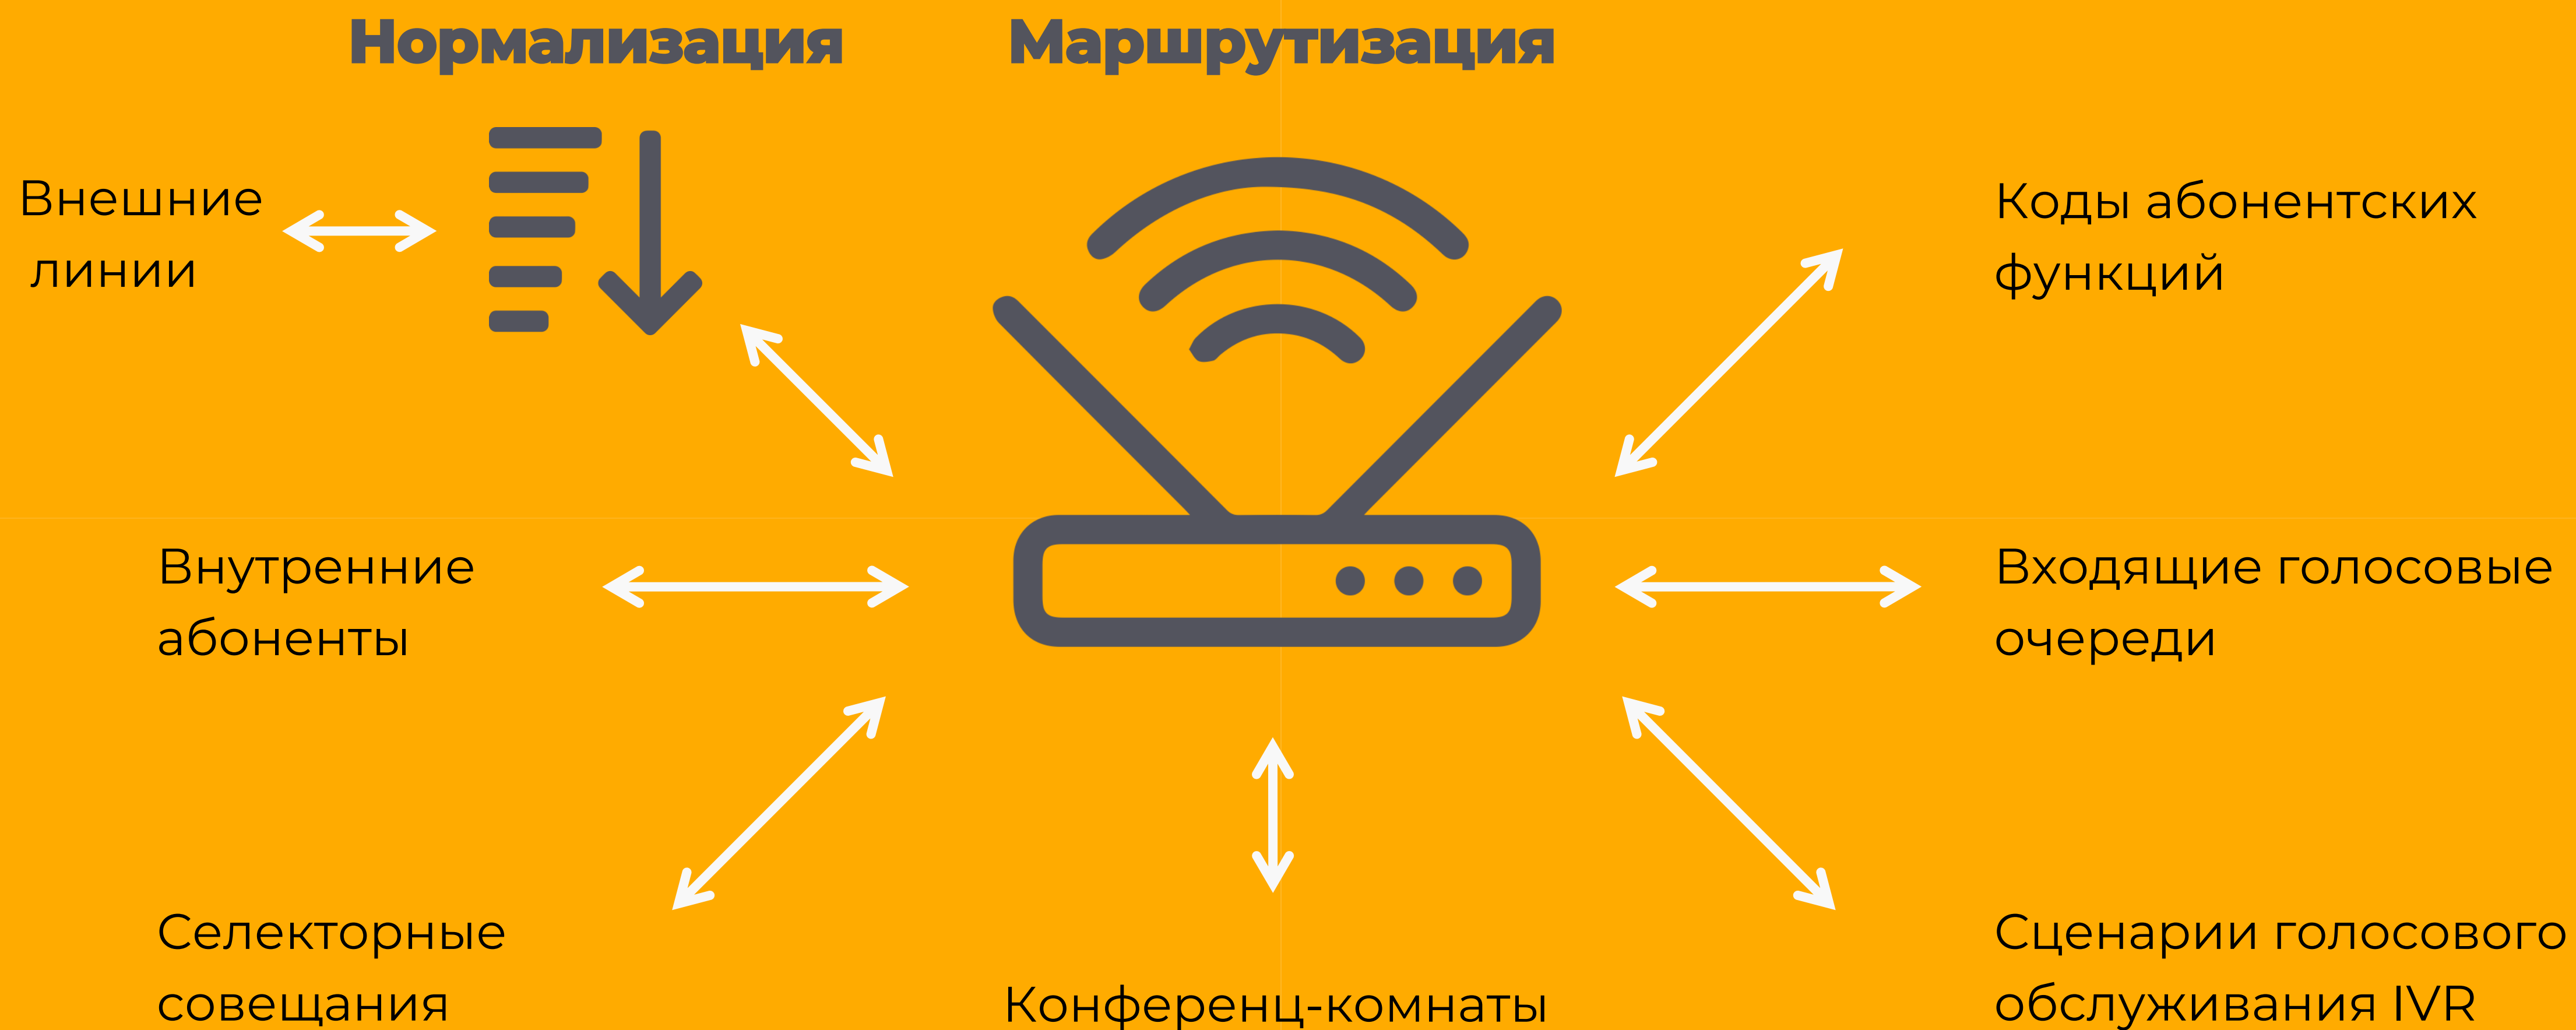 Нормализация
Маршрутизация
Внешние
линии
Коды абонентских
функций
Внутренние
абоненты
Входящие голосовые
очереди
Селекторные
совещания
Конференц-комнаты
Сценарии голосового
обслуживания IVR